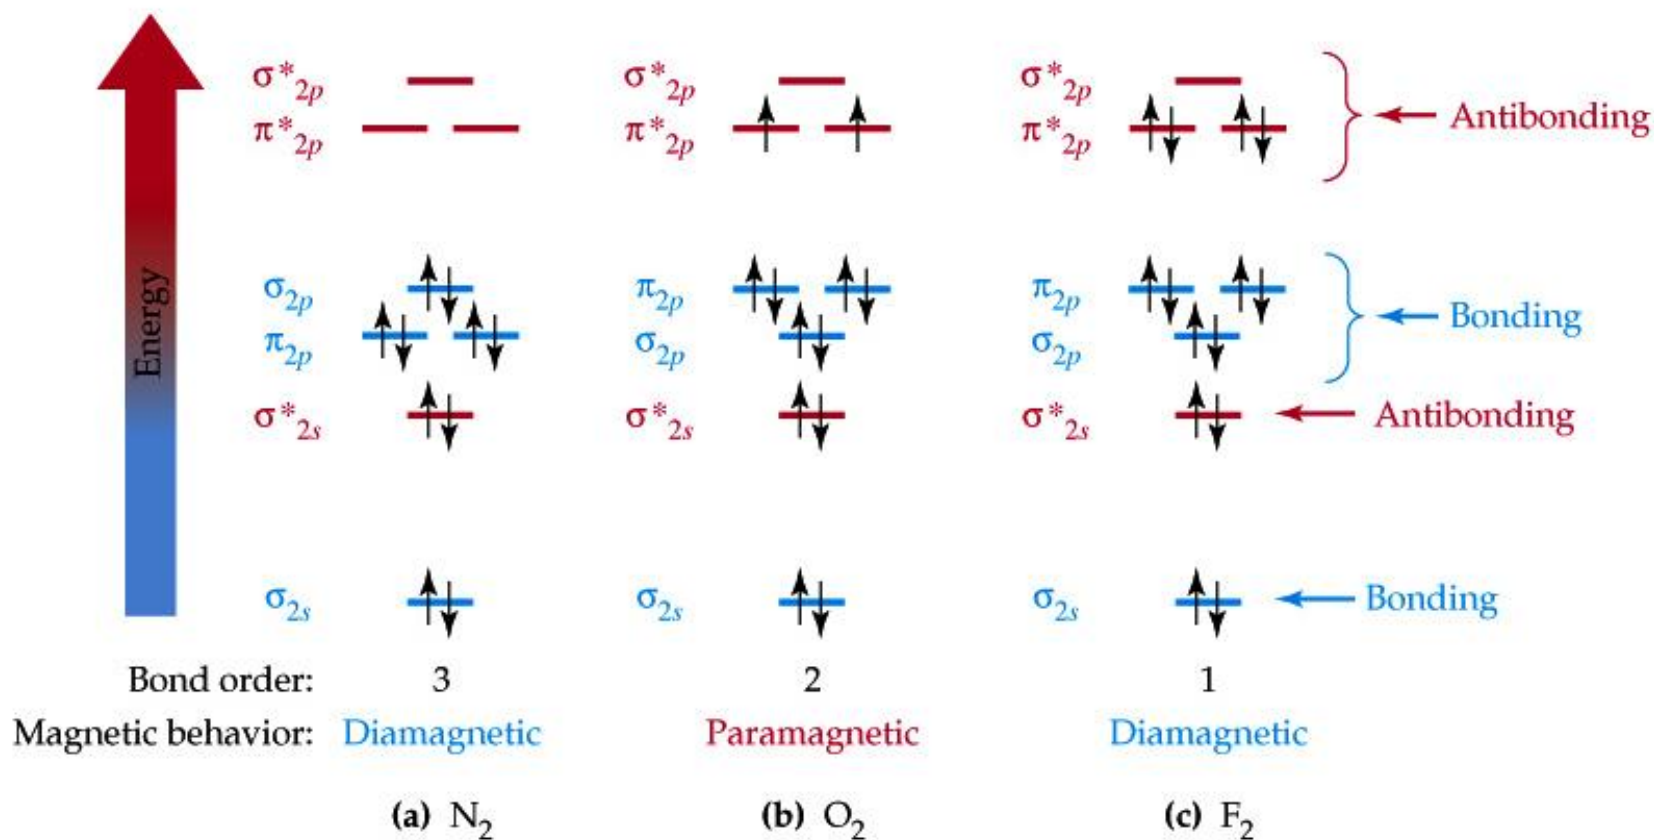 σ*2p σ*2p σ*2p
π*2p π*2p π*2p Antibonding
Energy
σ2p π2p π2p
π2p σ2p σ2p Bonding
σ*2s σ*2s σ*2s Antibonding
σ2s σ2s σ2s Bonding
Bond order: 3 2 1
Magnetic behavior: Diamagnetic Paramagnetic Diamagnetic
(a) N2 (b) O2 (c) F2